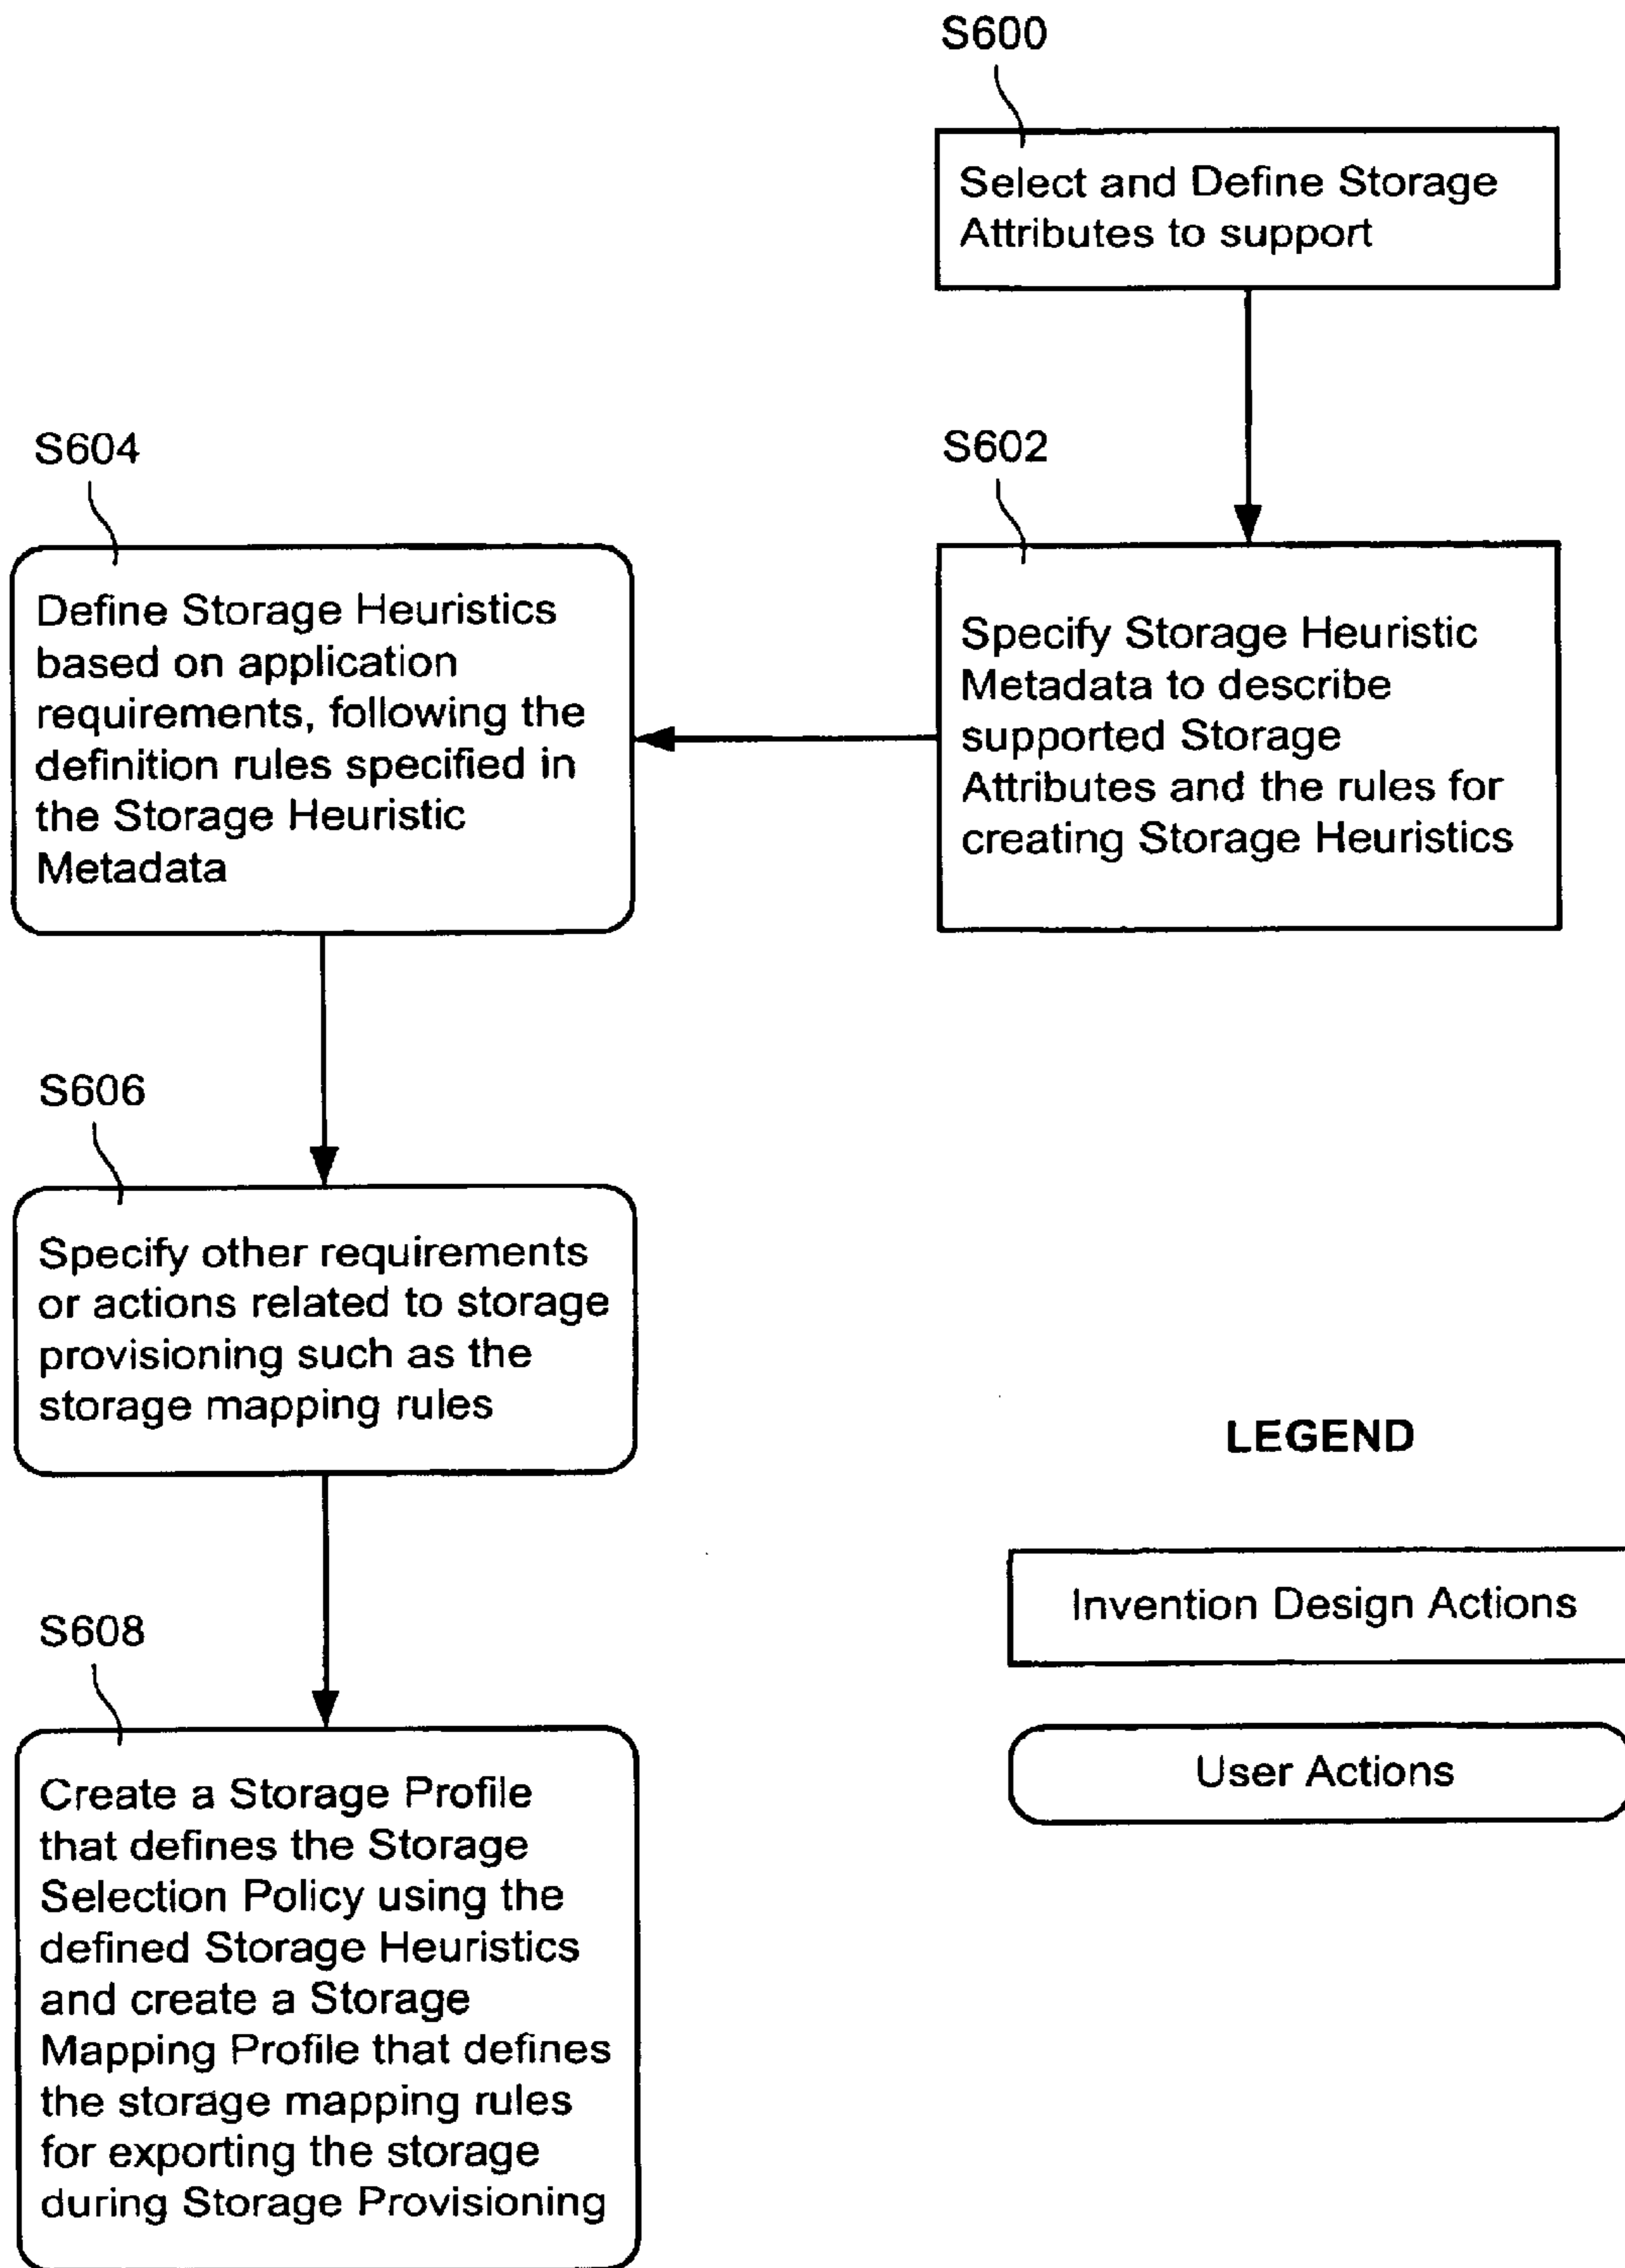 S600
Select and Define Storage
Attributes to support
S602
Specify Storage Heuristic
Metadata to describe
supported Storage
Attributes and the rules for
creating Storage Heuristics
S604
Define Storage Heuristics
based on application
requirements, following the
definition rules specified in
the Storage Heuristic
Metadata
S606
Specify other requirements
or actions related to storage
provisioning such as the
storage mapping rules
S608
Create a Storage Profile
that defines the Storage
Selection Policy using the
defined Storage Heuristics
and create a Storage
Mapping Profile that defines
the storage mapping rules
for exporting the storage
during Storage Provisioning
LEGEND
Invention Design Actions
User Actions